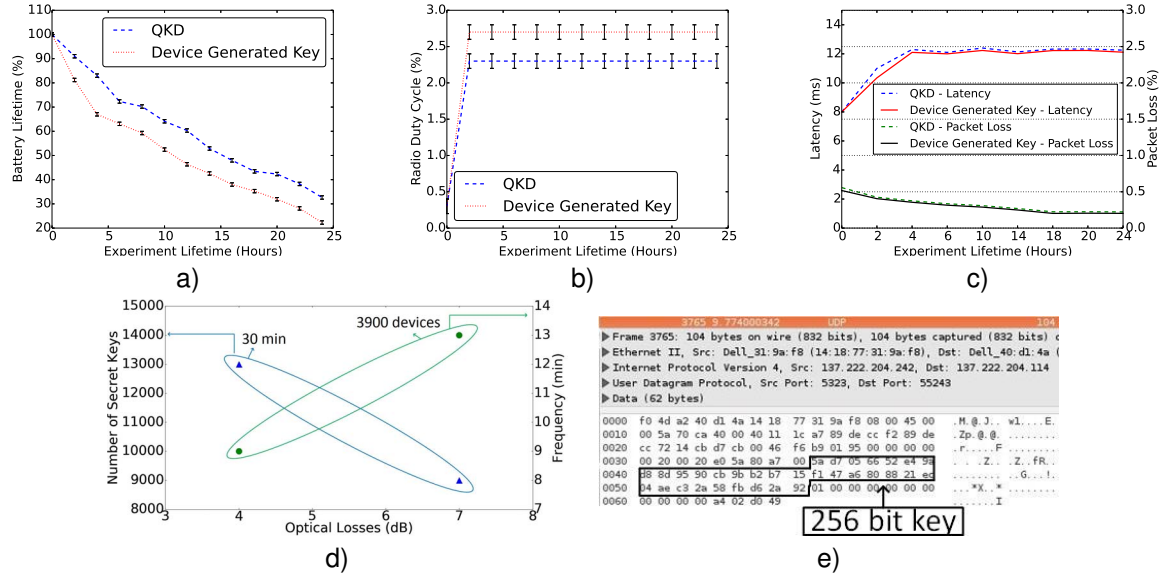 110
100
90
80
70
60
50
40
30
20
Battery Lifetime (%)
QKD
Device Generated Key
0 5 10 15 20 25
Experiment Lifetime (Hours)
a)
3.0
2.5
2.0
1.5
1.0
0.5
0.0
Radio Duty Cycle (%)
QKD
Device Generated Key
0 5 10 15 20 25
Experiment Lifetime (Hours)
b)
14
12
10
8
6
4
2
0
Latency (ms)
QKD - Latency
Device Generated Key - Latency
QKD - Packet Loss
Device Generated Key - Packet Loss
3.0
2.5
2.0
1.5
1.0
0.5
0.0
Packet Loss (%)
0 2 4 6 10 14 18 18 24
Experiment Lifetime (Hours)
c)
15000
14000
13000
12000
11000
10000
9000
8000
Number of Secret Keys
30 min
3900 devices
14
13
12
11
10
9
8
7
Frequency (min)
3 4 5 6 7 8
Optical Losses (dB)
d)
3765 9.774000342 UDP 104
Frame 3765: 104 bytes on wire (832 bits), 104 bytes captured (832 bits) o
Ethernet II, Src: Dell_31:9a:f8 (14:18:77:31:9a:f8), Dst: Dell_40:d1:4a (
Internet Protocol Version 4, Src: 137.222.204.242, Dst: 137.222.204.114
User Datagram Protocol, Src Port: 5323, Dst Port: 55243
Data (62 bytes)
0000 f0 4d a2 40 d1 4a 14 18 77 31 9a f8 08 00 45 00 .M.@.J.. w1....E.
0010 00 5a 70 ca 40 00 40 11 1c a7 89 de cc f2 89 de .Zp.@.@. ........
0020 cc 72 14 cb d7 cb 00 46 f6 b9 01 95 00 00 00 00 .r.....F ........
0030 00 20 00 20 e0 5a 80 a7 00 5a d7 05 66 52 e4 9a . . .Z.. .Z..fR..
0040 d8 8d 95 90 cb 9b b2 b7 15 f1 47 a6 80 88 21 ec ........ ..G...!.
0050 04 ae c3 2a 58 fb d6 2a 92 01 00 00 00 00 00 00 ...*X..* ........
0060 00 00 00 00 a4 02 d0 49 .......I
256 bit key
e)